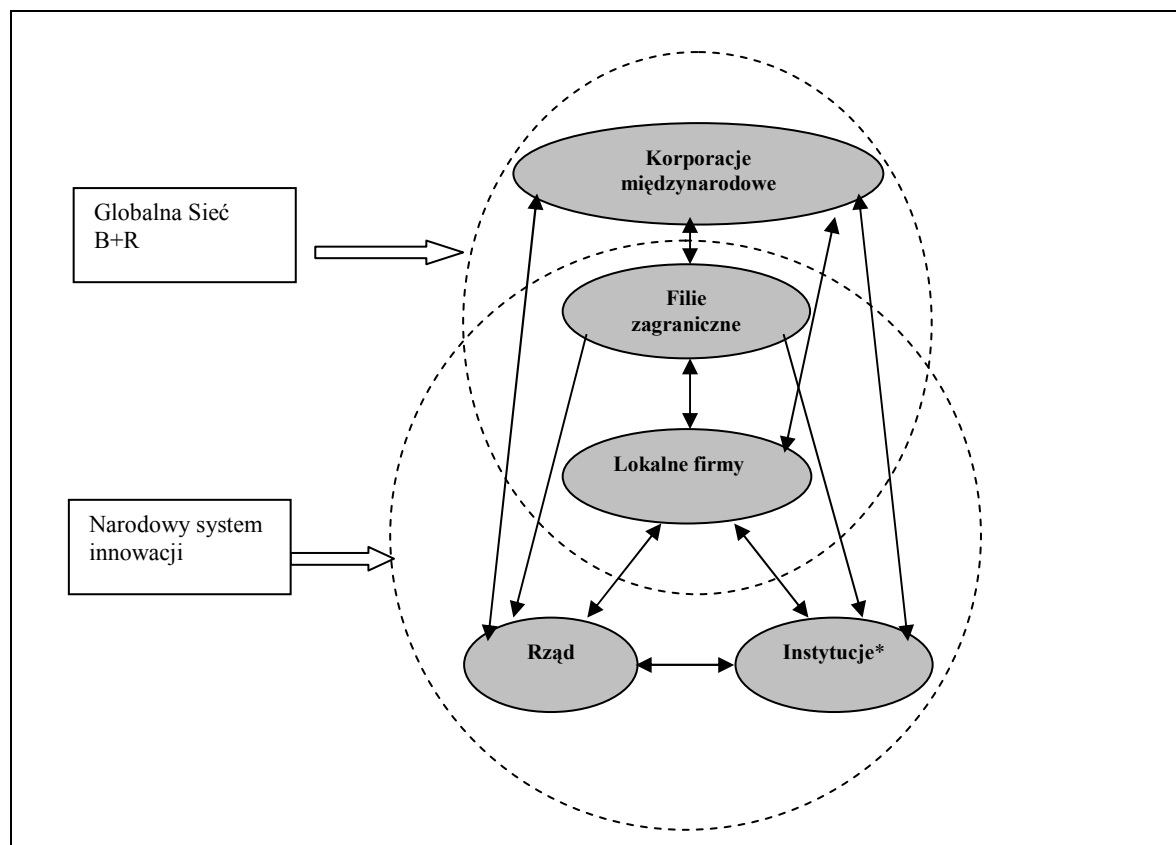 Korporacje
międzynarodowe
Globalna Sieć
B+R
Filie
zagraniczne
Lokalne firmy
Narodowy system
innowacji
Rząd
Instytucje*